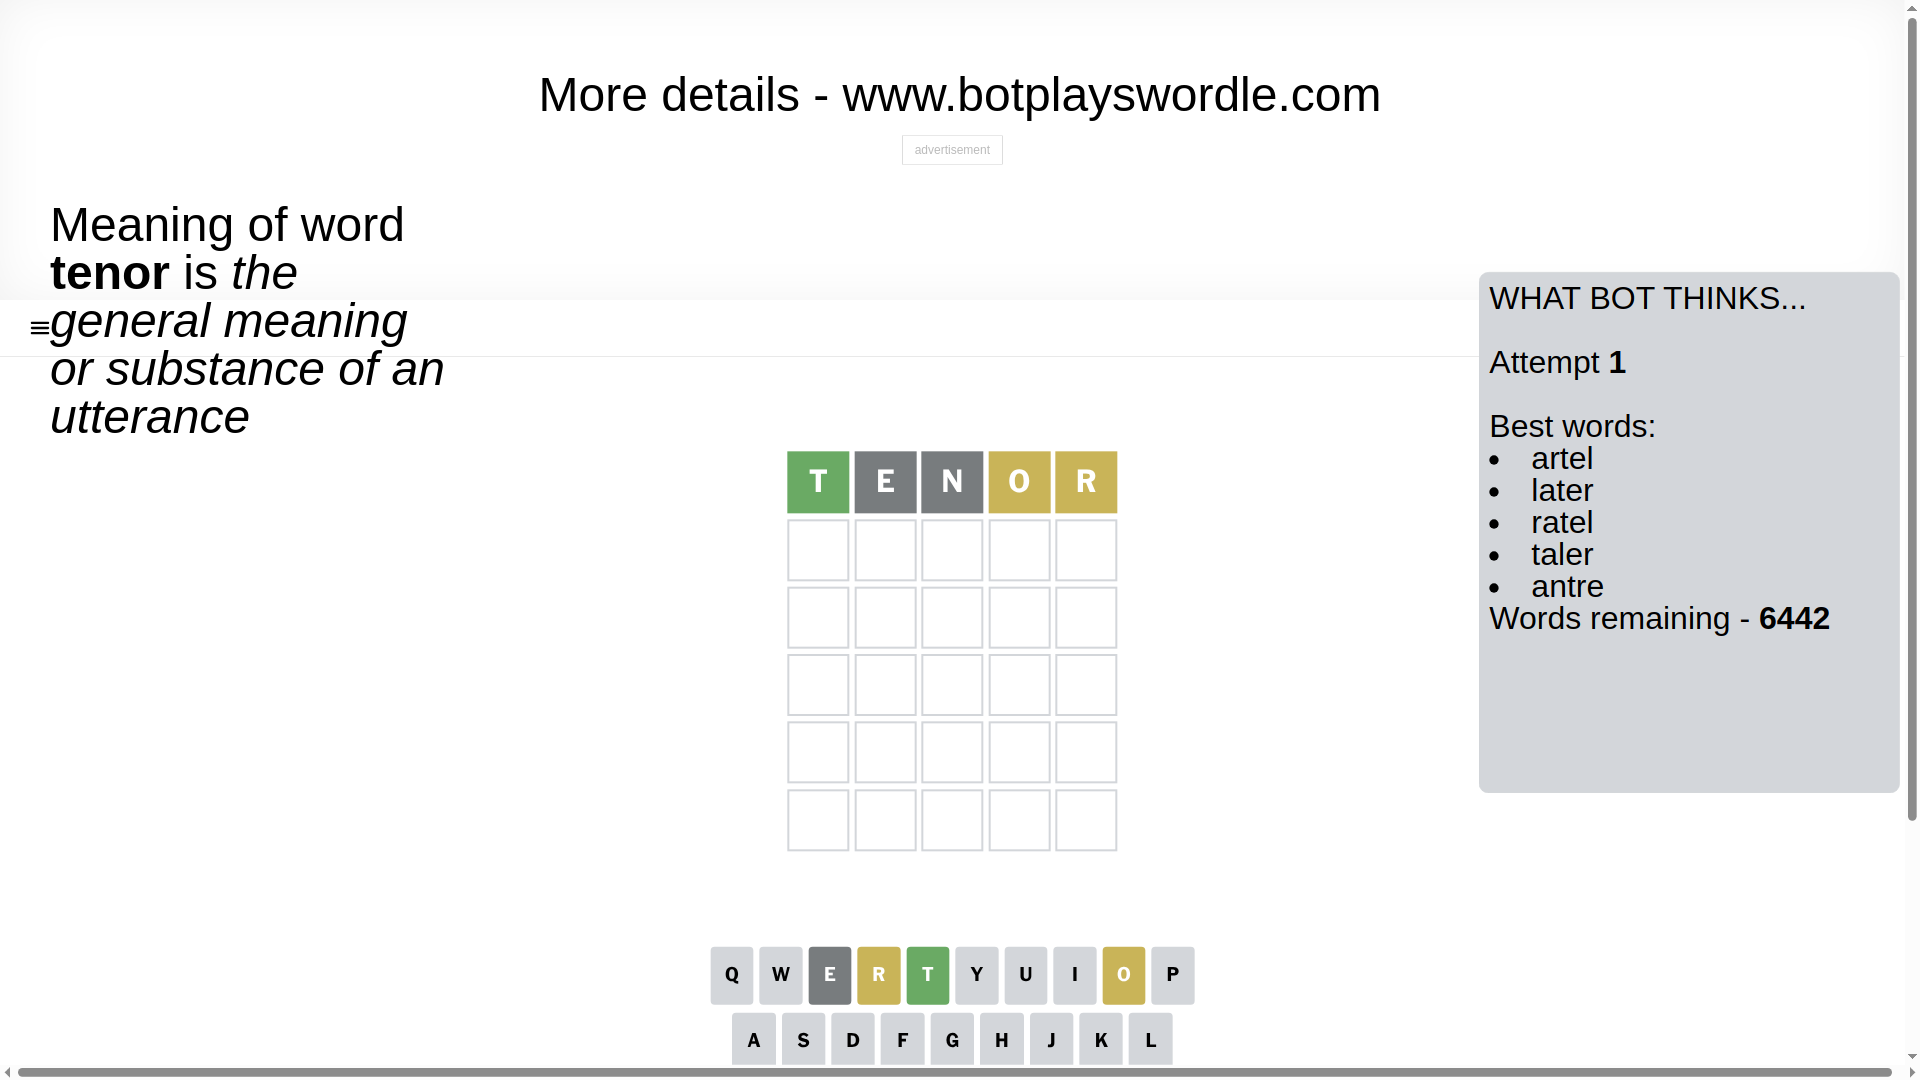 More details - www.botplayswordle.com
advertisement
Meaning of word
tenor is the
general meaning
or substance of an
utterance
WHAT BOT THINKS...
Attempt 1
Best words:
artel
later
ratel
taler
antre
Words remaining - 6442
T E N O R
Q W E R T Y U I O P
A S D F G H J K L